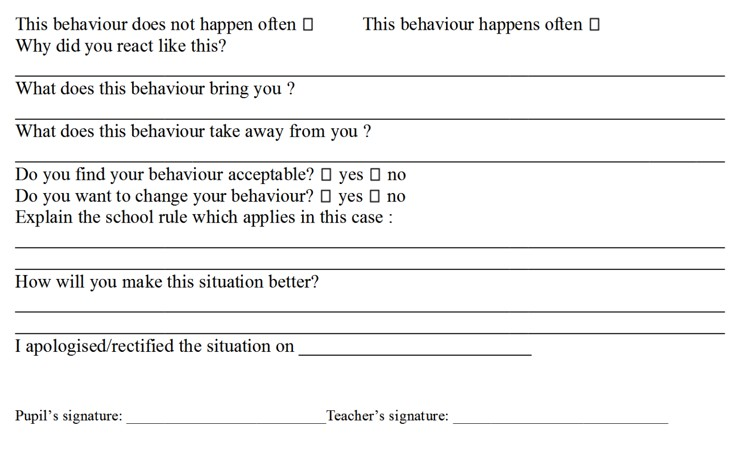 This behaviour does not happen often ☐ This behaviour happens often ☐
Why did you react like this?
What does this behaviour bring you ?
What does this behaviour take away from you ?
Do you find your behaviour acceptable? ☐ yes ☐ no
Do you want to change your behaviour? ☐ yes ☐ no
Explain the school rule which applies in this case :
How will you make this situation better?
I apologised/rectified the situation on
Pupil’s signature: Teacher’s signature: